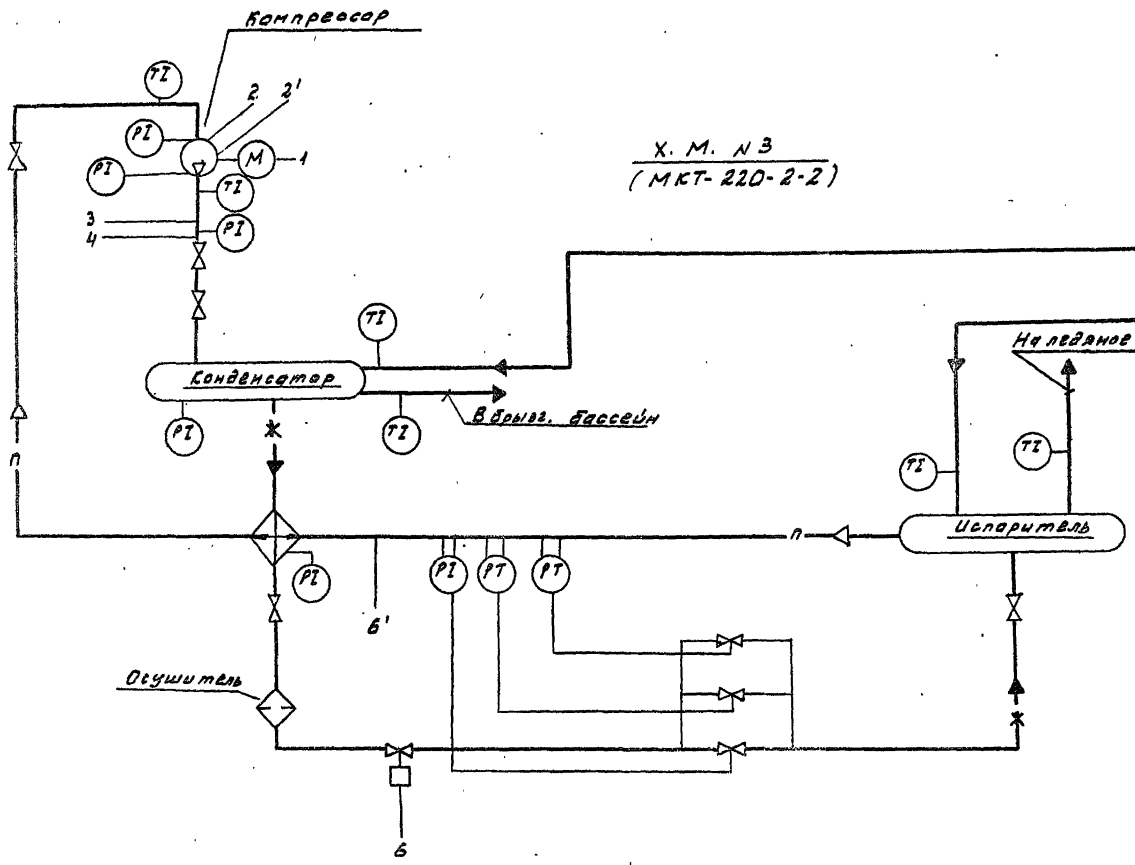 Компрессор
TI
2
2'
PI
M
1
PI
TI
3
4
PI
Х. М. N 3
(МКТ-220-2-2)
TI
На ледяное
Конденсатор
В брызг. бассейн
PI
TI
TI
TI
п
Испаритель
п
PI
PI
PT
PT
6'
Осушитель
6